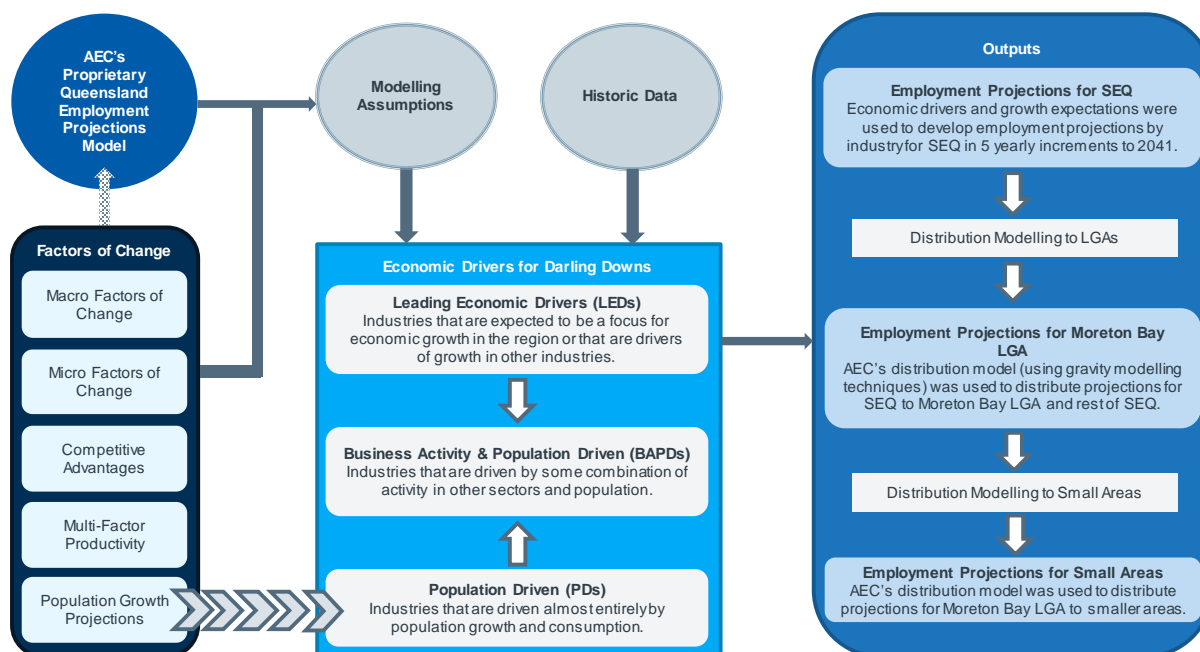 AEC's
Proprietary
Queensland
Employment
Projections
Model
Modelling
Assumptions
Historic Data
Factors of Change
Macro Factors of
Change
Micro Factors of
Change
Competitive
Advantages
Multi-Factor
Productivity
Population Growth
Projections
Economic Drivers for Darling Downs
Leading Economic Drivers (LEDs)
Industries that are expected to be a focus for
economic growth in the region or that are drivers
of growth in other industries.
Business Activity & Population Driven (BAPDs)
Industries that are driven by some combination of
activity in other sectors and population.
Population Driven (PDs)
Industries that are driven almost entirely by
population growth and consumption.
Outputs
Employment Projections for SEQ
Economic drivers and growth expectations were
used to develop employment projections by
industry for SEQ in 5 yearly increments to 2041.
Distribution Modelling to LGAs
Employment Projections for Moreton Bay
LGA
AEC's distribution model (using gravity modelling
techniques) was used to distribute projections for
SEQ to Moreton Bay LGA and rest of SEQ.
Distribution Modelling to Small Areas
Employment Projections for Small Areas
AEC's distribution model was used to distribute
projections for Moreton Bay LGA to smaller areas.